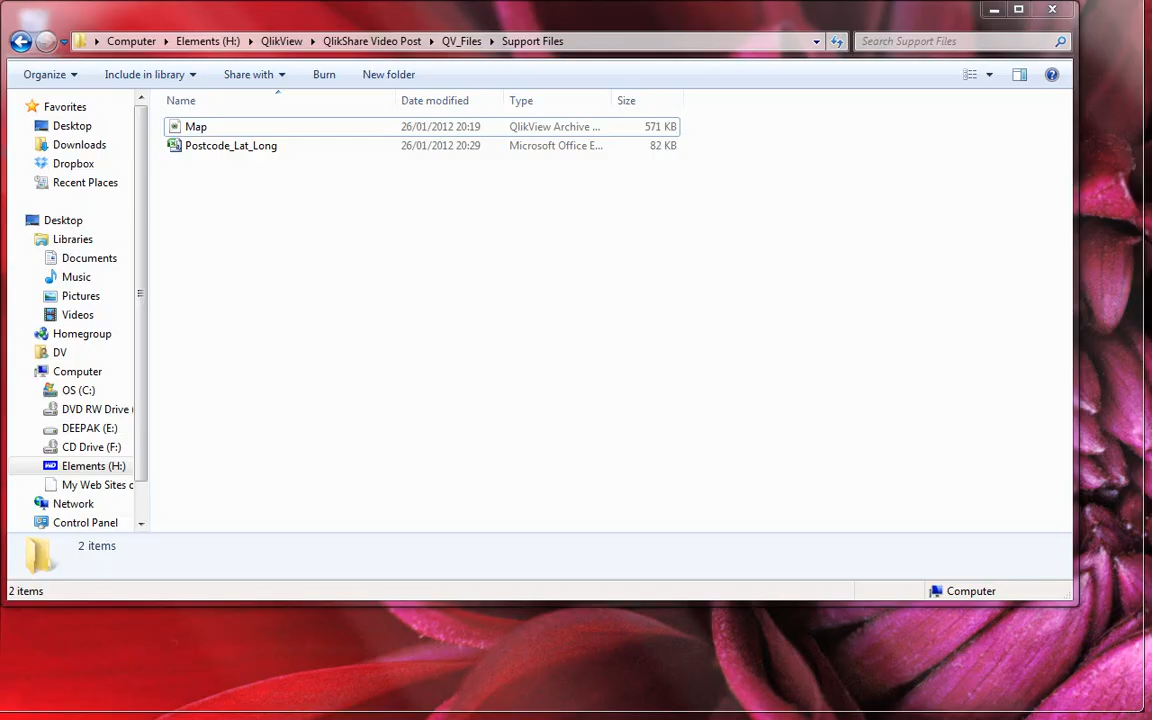 Computer Elements (H:) QlikView QlikShare Video Post QV_Files Support Files Search Support Files
Organize Include in library Share with Burn New folder
Name Date modified Type Size
Map 26/01/2012 20:19 QlikView Archive ... 571 KB
Postcode_Lat_Long 26/01/2012 20:29 Microsoft Office E... 82 KB
Favorites
Desktop
Downloads
Dropbox
Recent Places
Desktop
Libraries
Documents
Music
Pictures
Videos
Homegroup
DV
Computer
OS (C:)
DVD RW Drive (
DEEPAK (E:)
CD Drive (F:)
Elements (H:)
My Web Sites o
Network
Control Panel
2 items
2 items Computer